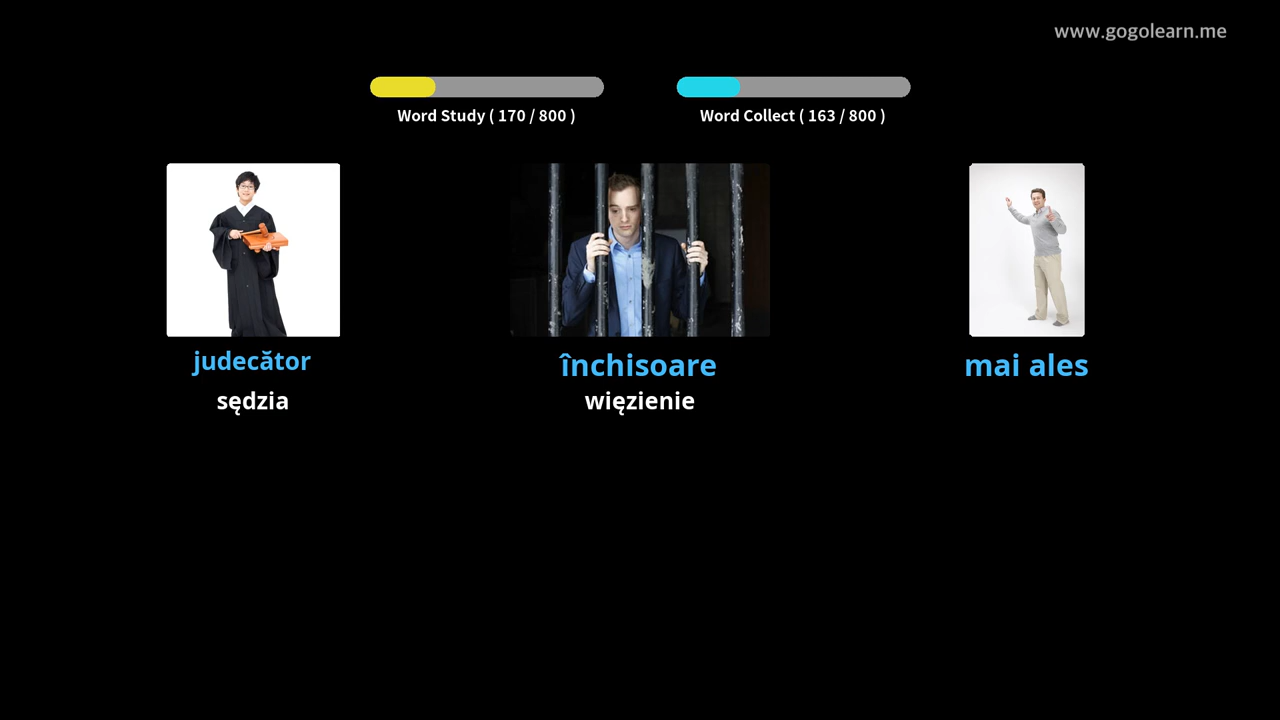 www.gogolearn.me
Word Study ( 170 / 800 )
Word Collect ( 163 / 800 )
judecător
sędzia
închisoare
więzienie
mai ales